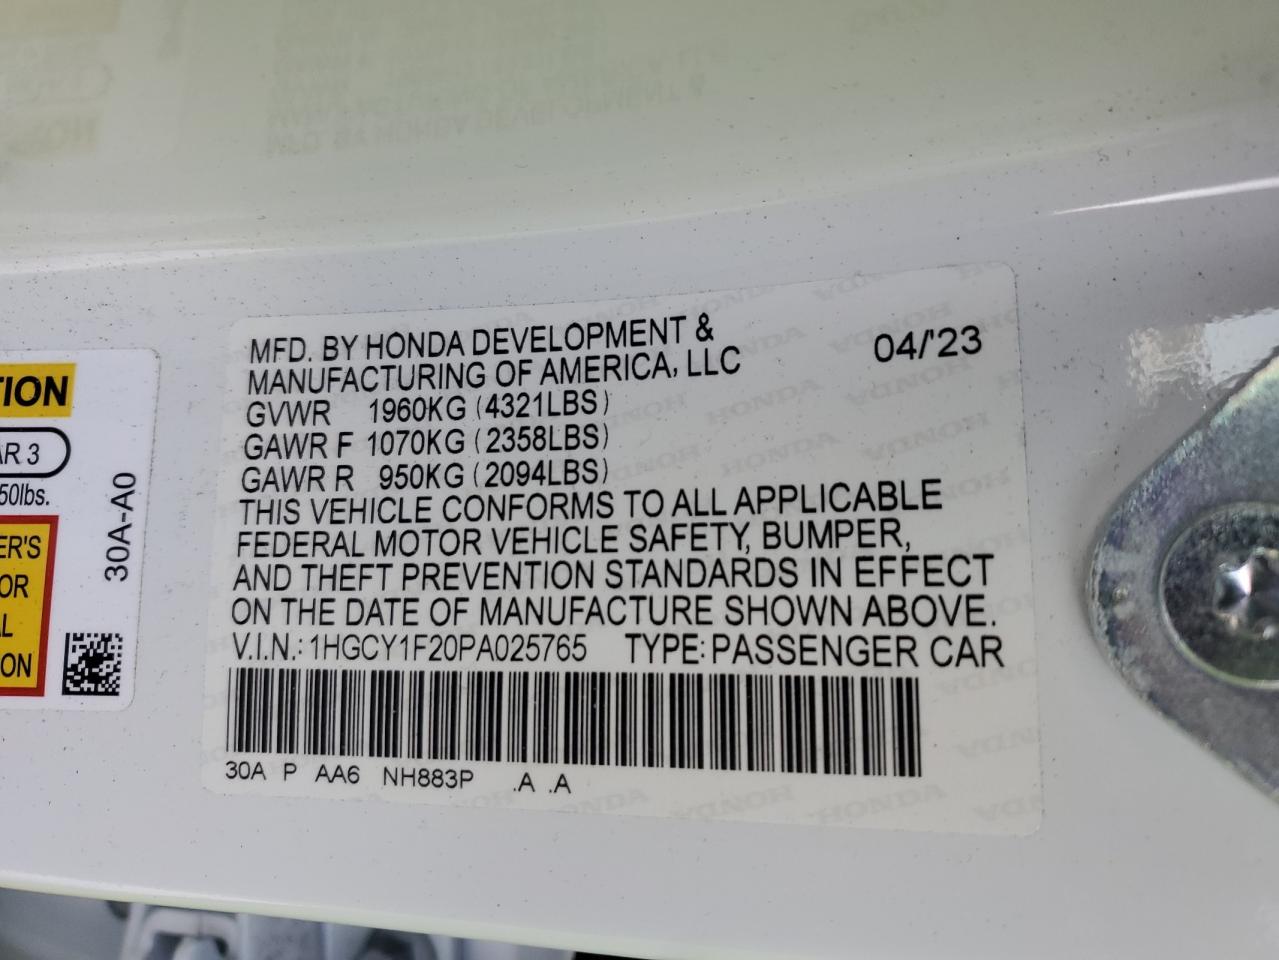 TION
AR 3
50lbs.
ER'S
OR
L
ION
30A-A0
MFD. BY HONDA DEVELOPMENT &
MANUFACTURING OF AMERICA, LLC
04/'23
GVWR 1960KG (4321LBS)
GAWR F 1070KG (2358LBS)
GAWR R 950KG (2094LBS)
THIS VEHICLE CONFORMS TO ALL APPLICABLE
FEDERAL MOTOR VEHICLE SAFETY, BUMPER,
AND THEFT PREVENTION STANDARDS IN EFFECT
ON THE DATE OF MANUFACTURE SHOWN ABOVE.
V.I.N.: 1HGCY1F20PA025765 TYPE: PASSENGER CAR
30A P AA6 NH883P .A .A